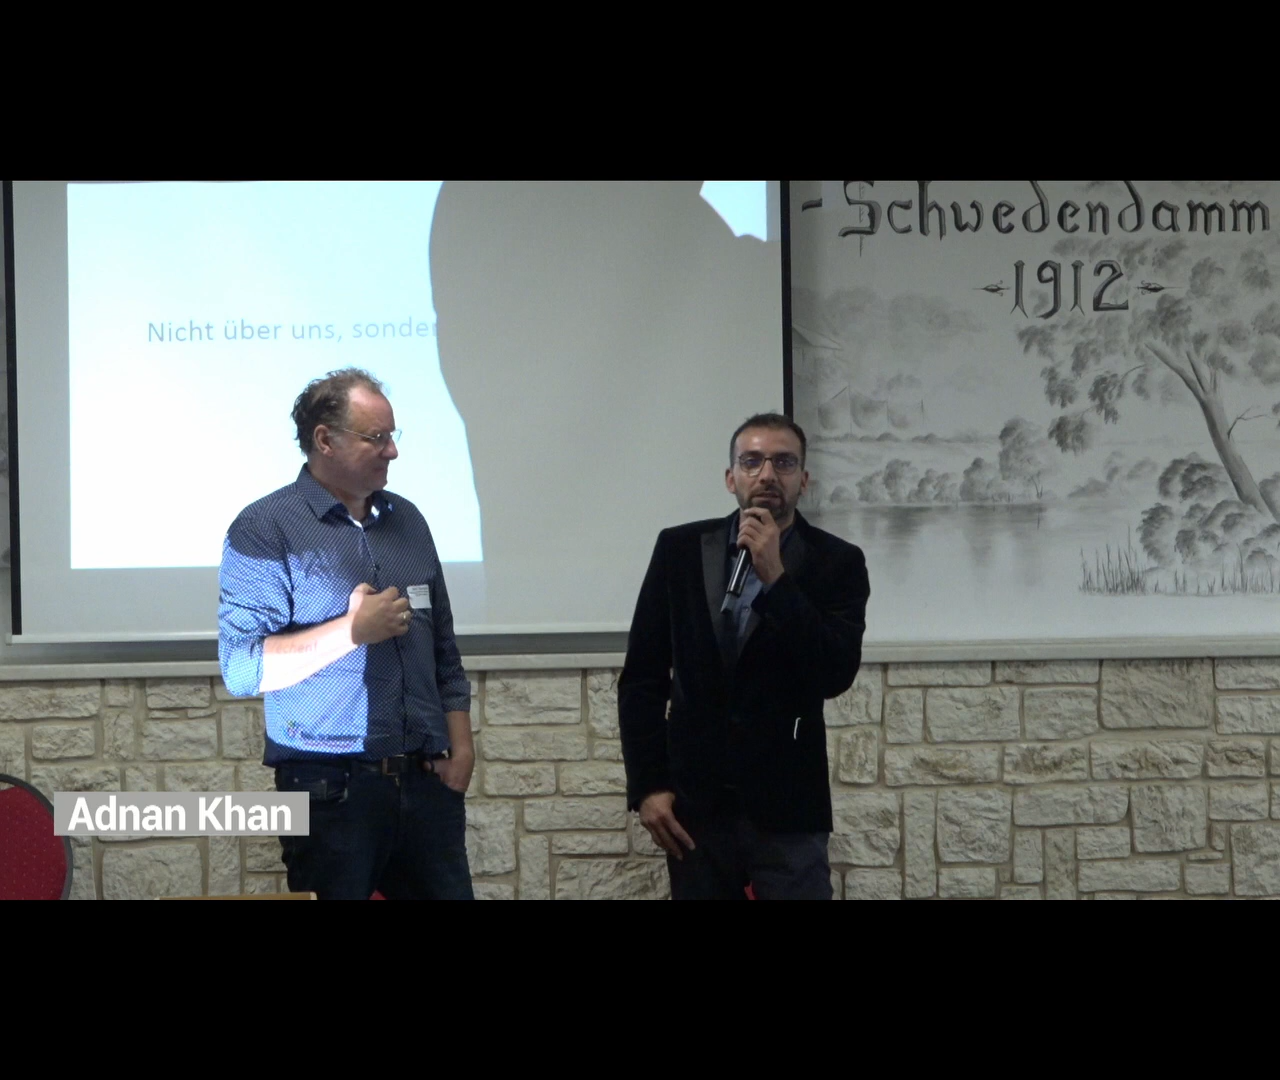 - Schwedendamm
1912
Nicht über uns, sonder
Adnan Khan